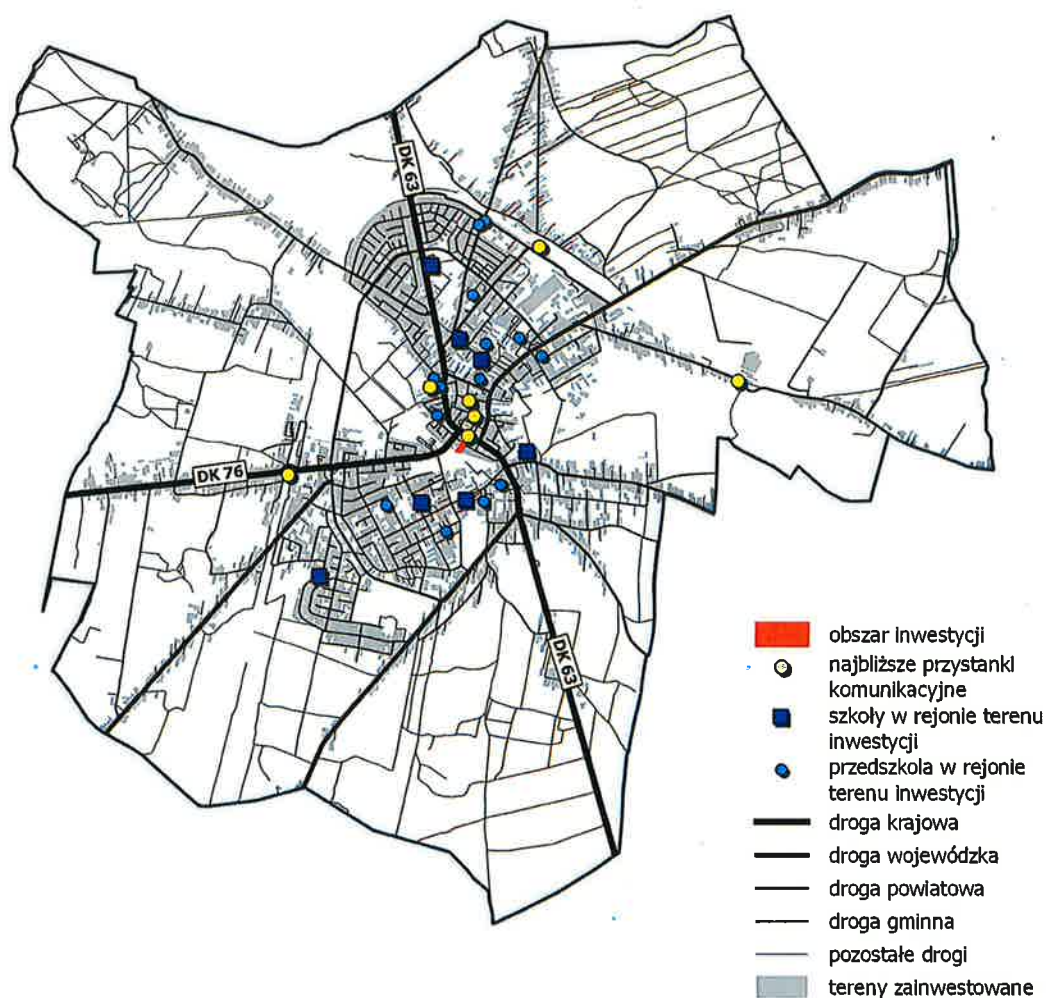 DK 63
DK 76
DK 63
obszar inwestycji
najbliższe przystanki
komunikacyjne
szkoły w rejonie terenu
inwestycji
przedszkola w rejonie
terenu inwestycji
droga krajowa
droga wojewódzka
droga powiatowa
droga gminna
pozostałe drogi
tereny zainwestowane